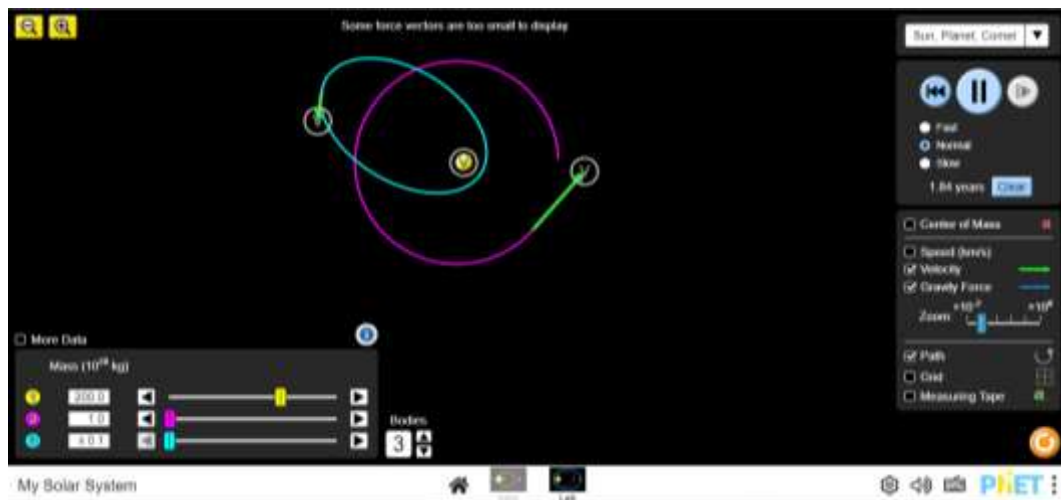 Some force vectors are too small to display
Sun, Planet, Comet
Fast
Normal
Slow
1.84 years Clear
Center of Mass
Speed (km/s)
Velocity
Gravity Force
Zoom
Path
Grid
Measuring Tape
More Data
Mass (10²⁸ kg)
200.0
1.0
Bodies
3
My Solar System
PhET